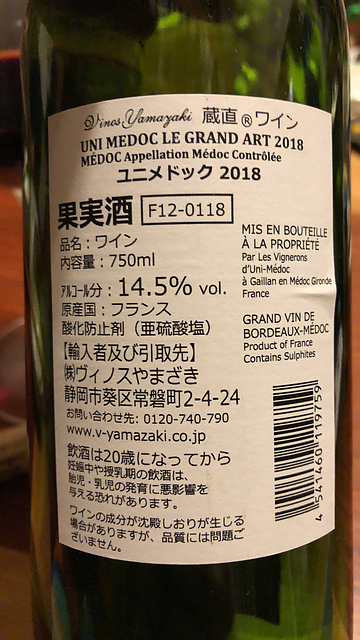 Vinos Yamazaki 蔵直®ワイン
UNI MEDOC LE GRAND ART 2018
MÉDOC Appellation Médoc Contrôlée
ユニメドック 2018
果実酒 F12-0118
品名：ワイン
内容量：750ml
アルコール分：14.5% vol.
原産国：フランス
酸化防止剤（亜硫酸塩）
【輸入者及び引取先】
㈱ヴィノスやまざき
静岡市葵区常磐町2-4-24
お問い合わせ先: 0120-740-790
www.v-yamazaki.co.jp
飲酒は20歳になってから
妊娠中や授乳期の飲酒は、
胎児・乳児の発育に悪影響を
与える恐れがあります。
ワインの成分が沈殿しおりが生じる
場合がありますが、品質には問題ご
ざいません。
MIS EN BOUTEILLE
À LA PROPRIÉTÉ
Par Les Vignerons
d'Uni-Médoc
à Gaillan en Médoc Gironde
France
GRAND VIN DE
BORDEAUX-MÉDOC
Product of France
Contains Sulphites
4 541460 119759